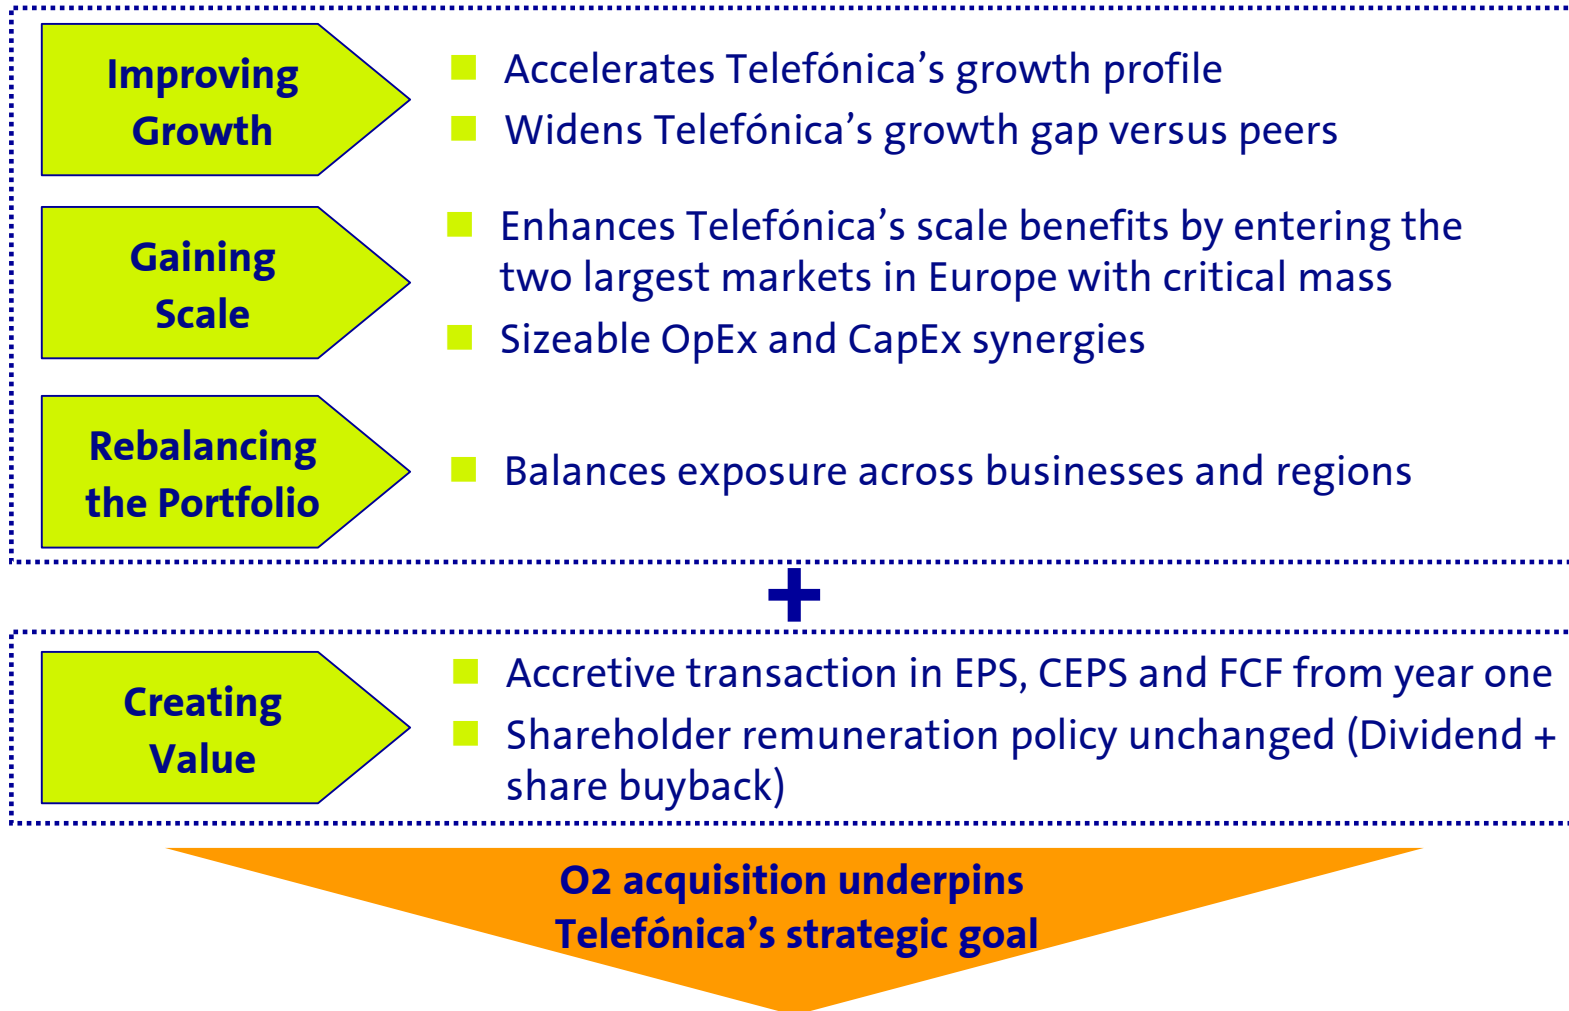 Improving
Growth
Accelerates Telefónica’s growth profile
Widens Telefónica’s growth gap versus peers
Gaining
Scale
Enhances Telefónica’s scale benefits by entering the
two largest markets in Europe with critical mass
Sizeable OpEx and CapEx synergies
Rebalancing
the Portfolio
Balances exposure across businesses and regions
+
Creating
Value
Accretive transaction in EPS, CEPS and FCF from year one
Shareholder remuneration policy unchanged (Dividend +
share buyback)
O2 acquisition underpins
Telefónica’s strategic goal